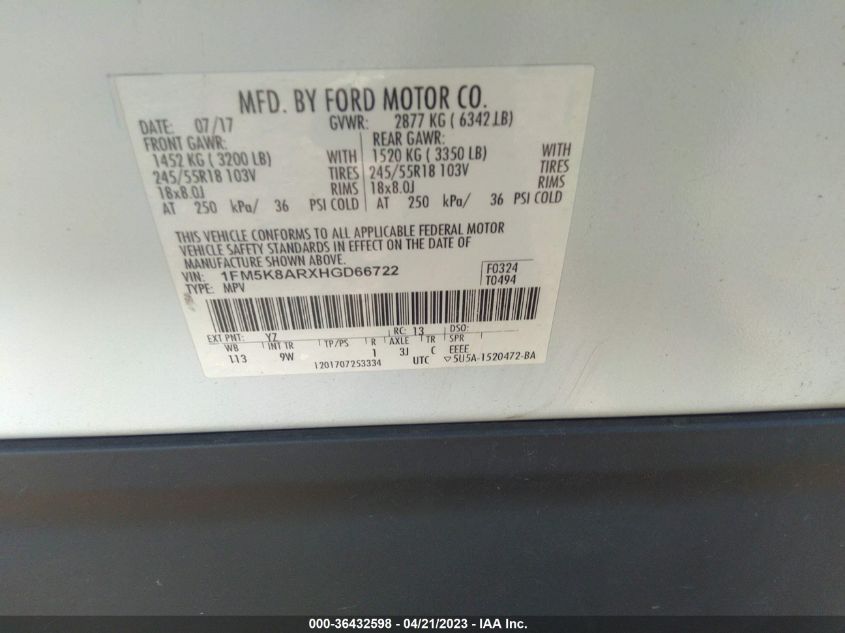 MFD. BY FORD MOTOR CO.
DATE: 07/17 GVWR: 2877 KG ( 6342 LB)
FRONT GAWR: REAR GAWR:
1452 KG ( 3200 LB) WITH 1520 KG ( 3350 LB) WITH
245/55R18 103V TIRES 245/55R18 103V TIRES
18x8.0J RIMS 18x8.0J RIMS
AT 250 kPa/ 36 PSI COLD AT 250 kPa/ 36 PSI COLD
THIS VEHICLE CONFORMS TO ALL APPLICABLE FEDERAL MOTOR
VEHICLE SAFETY STANDARDS IN EFFECT ON THE DATE OF
MANUFACTURE SHOWN ABOVE.
VIN: 1FM5K8ARXHGD66722 F0324
TYPE: MPV T0494
EXT PNT: YZ RC: 13 DSO:
WB INT TR TP/PS R AXLE TR SPR
113 9W 1 3J C EEEE
1201707253334 UTC ▽5U5A-1520472-BA
000-36432598 - 04/21/2023 - IAA Inc.